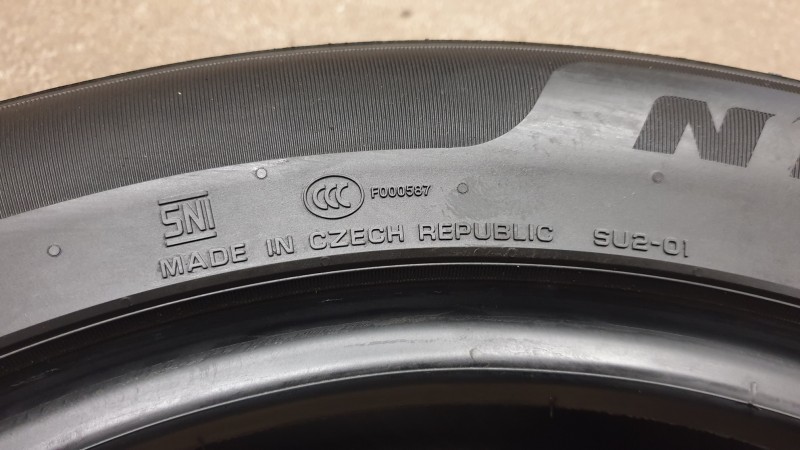 N
SNI
CCC F000587
MADE IN CZECH REPUBLIC SU2-01